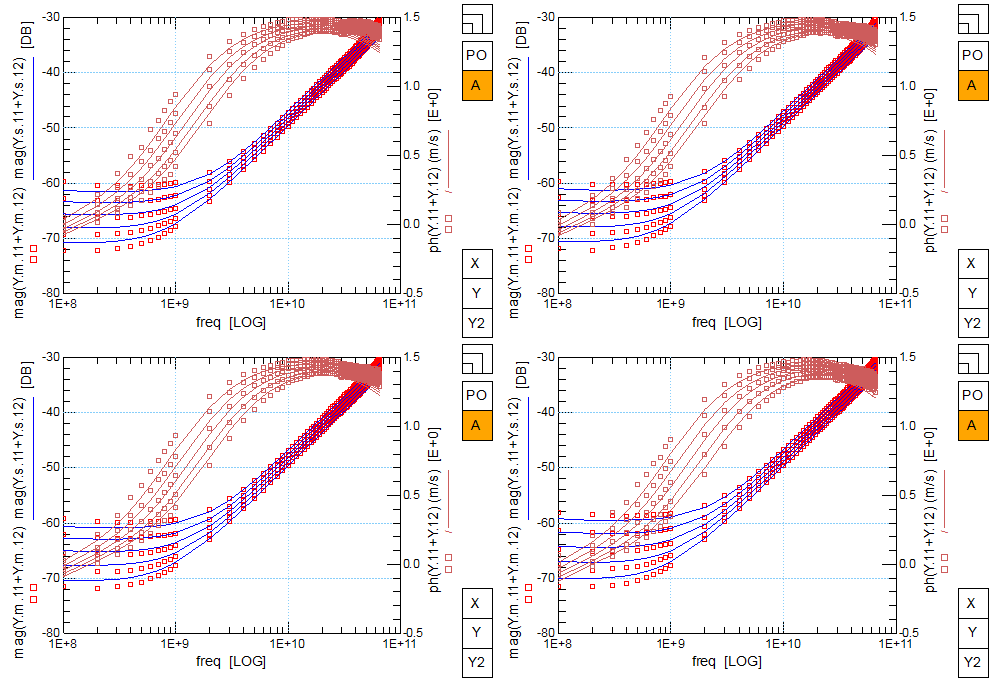 mag(Y.m.11+Y.m.12) mag(Y.s.11+Y.s.12) [DB]
-30
-40
-50
-60
-70
-80
1E+8
1E+9
1E+10
1E+11
freq [LOG]
1.5
1.0
0.5
0.0
-0.5
ph(Y.11+Y.12) (m/s) [E+0]
PO
A
X
Y
Y2
mag(Y.m.11+Y.m.12) mag(Y.s.11+Y.s.12) [DB]
-30
-40
-50
-60
-70
-80
1E+8
1E+9
1E+10
1E+11
freq [LOG]
1.5
1.0
0.5
0.0
-0.5
ph(Y.11+Y.12) (m/s) [E+0]
PO
A
X
Y
Y2
mag(Y.m.11+Y.m.12) mag(Y.s.11+Y.s.12) [DB]
-30
-40
-50
-60
-70
-80
1E+8
1E+9
1E+10
1E+11
freq [LOG]
1.5
1.0
0.5
0.0
-0.5
ph(Y.11+Y.12) (m/s) [E+0]
PO
A
X
Y
Y2
mag(Y.m.11+Y.m.12) mag(Y.s.11+Y.s.12) [DB]
-30
-40
-50
-60
-70
-80
1E+8
1E+9
1E+10
1E+11
freq [LOG]
1.5
1.0
0.5
0.0
-0.5
ph(Y.11+Y.12) (m/s) [E+0]
PO
A
X
Y
Y2